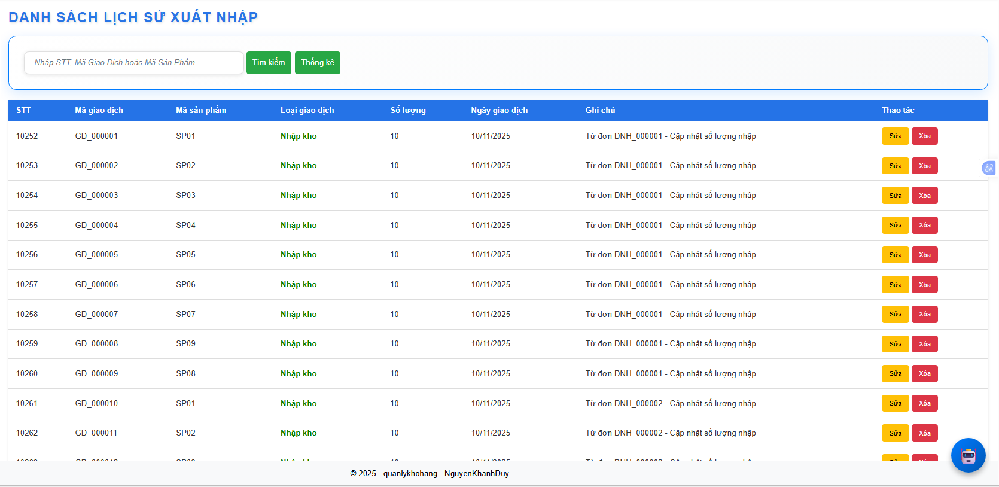 DANH SÁCH LỊCH SỬ XUẤT NHẬP
Nhập STT, Mã Giao Dịch hoặc Mã Sản Phẩm... Tìm kiếm Thống kê
STT Mã giao dịch Mã sản phẩm Loại giao dịch Số lượng Ngày giao dịch Ghi chú Thao tác
10252 GD_000001 SP01 Nhập kho 10 10/11/2025 Từ đơn DNH_000001 - Cập nhật số lượng nhập Sửa Xóa
10253 GD_000002 SP02 Nhập kho 10 10/11/2025 Từ đơn DNH_000001 - Cập nhật số lượng nhập Sửa Xóa
10254 GD_000003 SP03 Nhập kho 10 10/11/2025 Từ đơn DNH_000001 - Cập nhật số lượng nhập Sửa Xóa
10255 GD_000004 SP04 Nhập kho 10 10/11/2025 Từ đơn DNH_000001 - Cập nhật số lượng nhập Sửa Xóa
10256 GD_000005 SP05 Nhập kho 10 10/11/2025 Từ đơn DNH_000001 - Cập nhật số lượng nhập Sửa Xóa
10257 GD_000006 SP06 Nhập kho 10 10/11/2025 Từ đơn DNH_000001 - Cập nhật số lượng nhập Sửa Xóa
10258 GD_000007 SP07 Nhập kho 10 10/11/2025 Từ đơn DNH_000001 - Cập nhật số lượng nhập Sửa Xóa
10259 GD_000008 SP09 Nhập kho 10 10/11/2025 Từ đơn DNH_000001 - Cập nhật số lượng nhập Sửa Xóa
10260 GD_000009 SP08 Nhập kho 10 10/11/2025 Từ đơn DNH_000001 - Cập nhật số lượng nhập Sửa Xóa
10261 GD_000010 SP01 Nhập kho 10 10/11/2025 Từ đơn DNH_000002 - Cập nhật số lượng nhập Sửa Xóa
10262 GD_000011 SP02 Nhập kho 10 10/11/2025 Từ đơn DNH_000002 - Cập nhật số lượng nhập Sửa Xóa
© 2025 - quanlykhohang - NguyenKhanhDuy